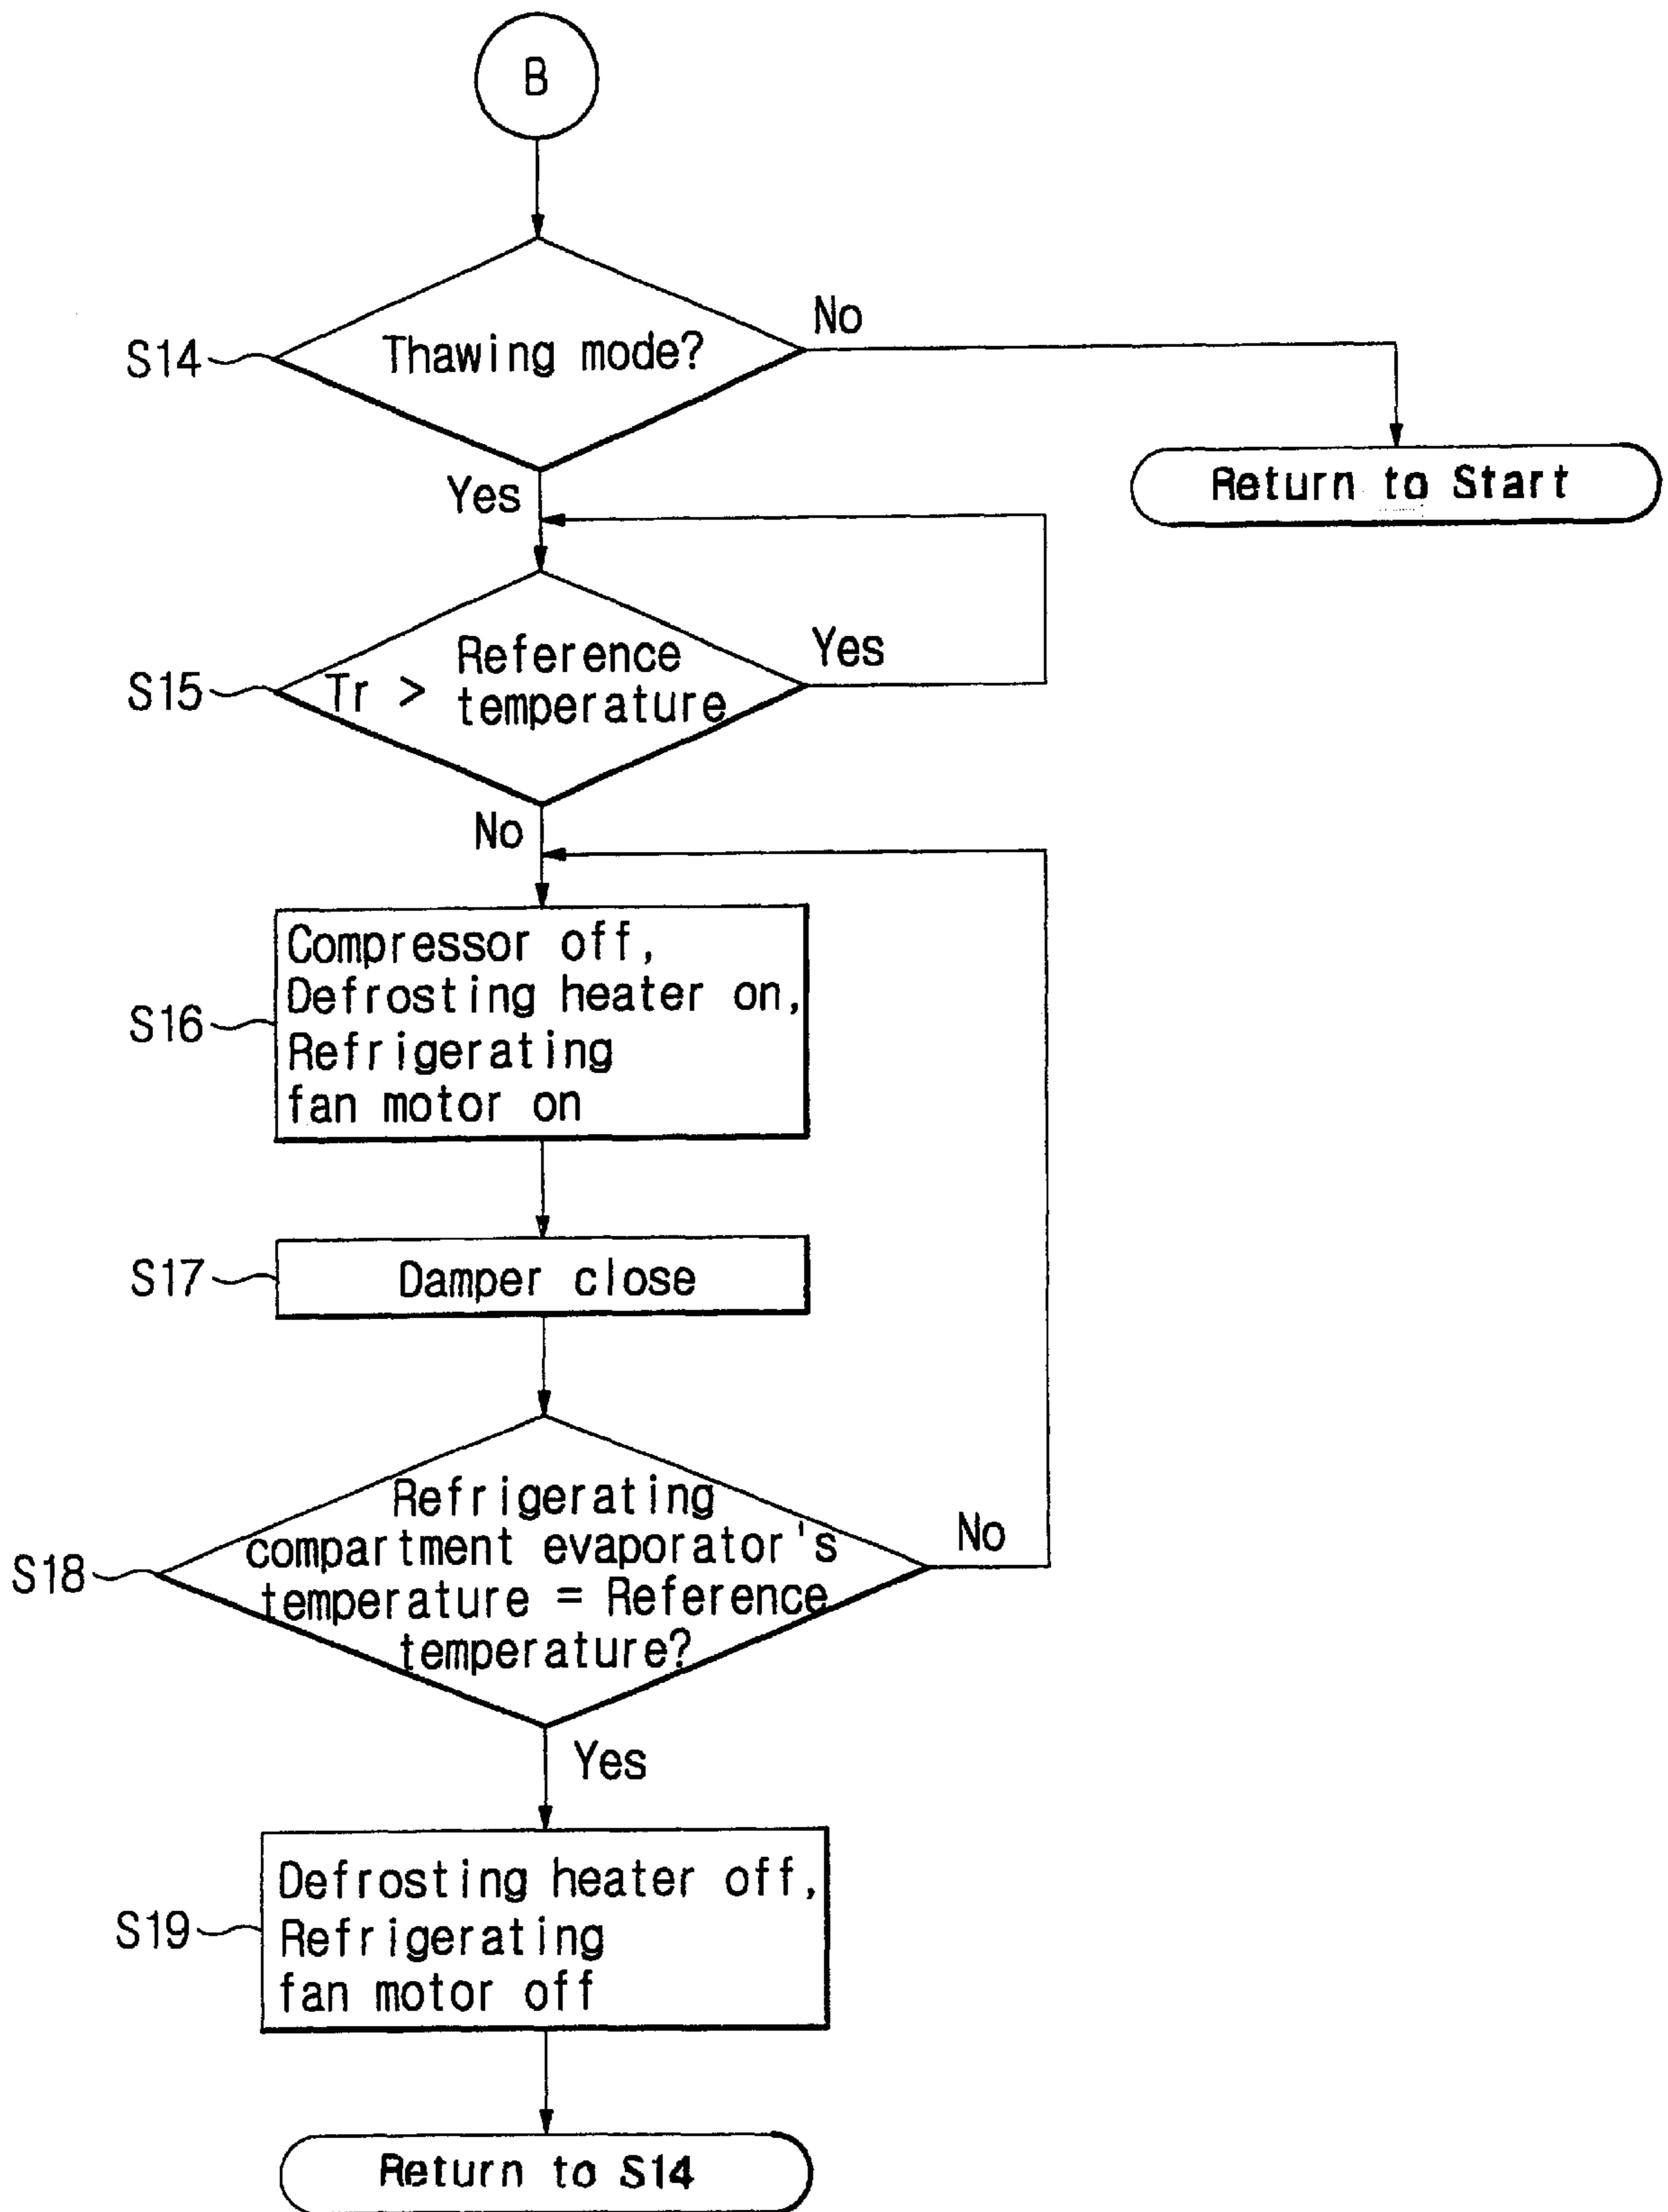 B
S14
Thawing mode?
No
Return to Start
Yes
S15
Tr >
Reference
temperature
Yes
No
S16
Compressor off,
Defrosting heater on,
Refrigerating
fan motor on
S17
Damper close
S18
Refrigerating
compartment evaporator's
temperature = Reference
temperature?
No
Yes
S19
Defrosting heater off,
Refrigerating
fan motor off
Return to S14